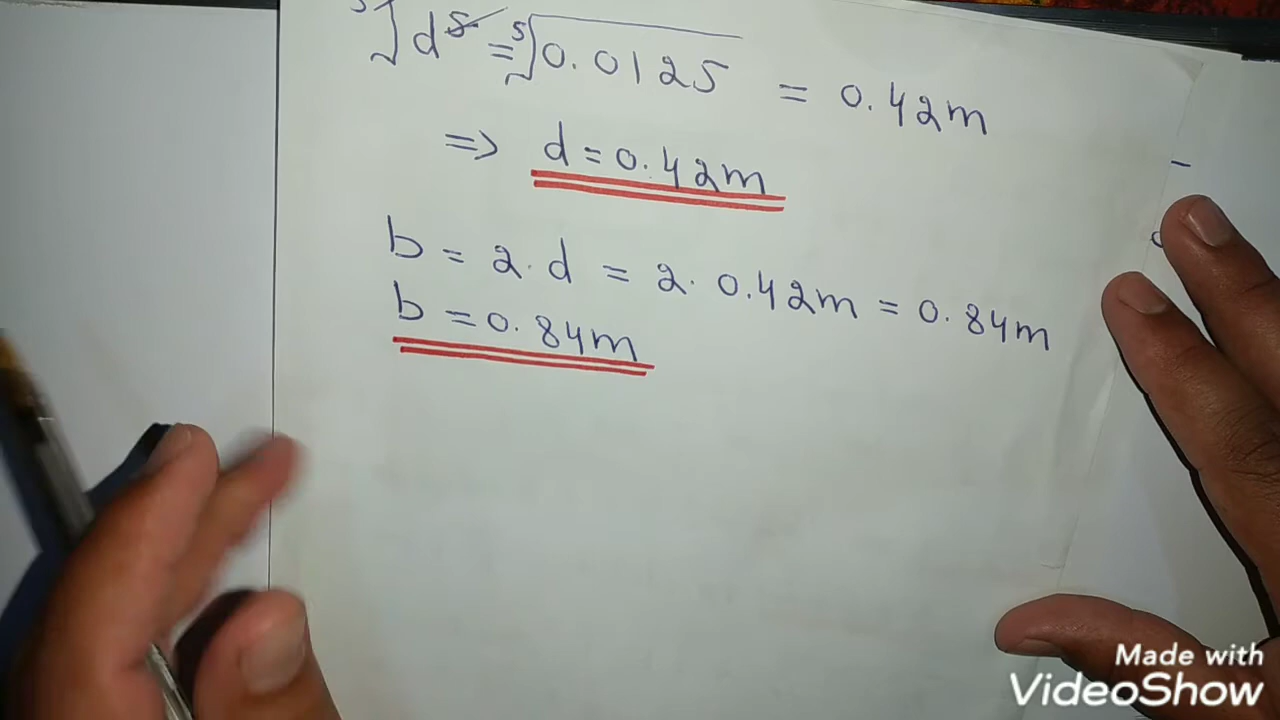 ⁵√d⁵ = ⁵√0.0125 = 0.42m
=> d = 0.42m
b = 2. d = 2. 0.42m = 0.84m
b = 0.84m
Made with
VideoShow